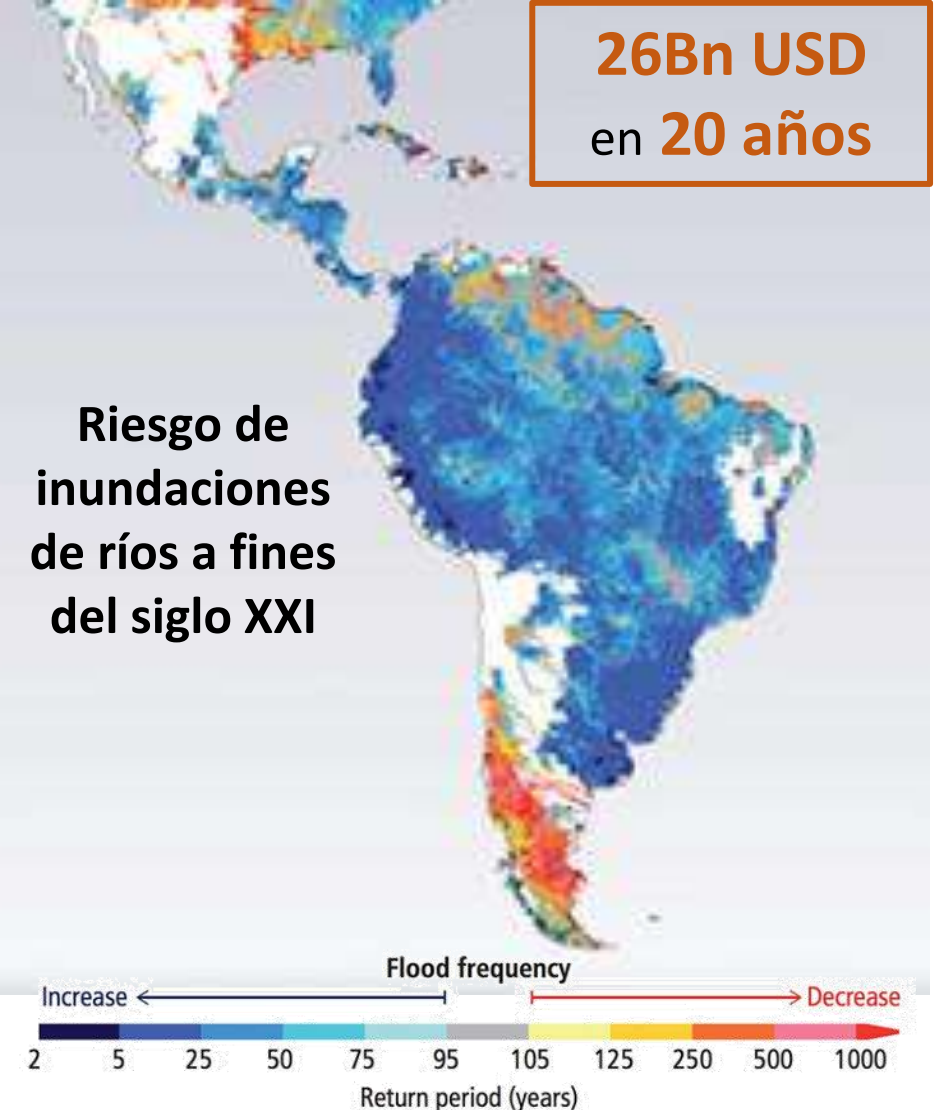 26Bn USD
en 20 años
Riesgo de
inundaciones
de ríos a fines
del siglo XXI
Flood frequency
Increase
Decrease
2 5 25 50 75 95 105 125 250 500 1000
Return period (years)